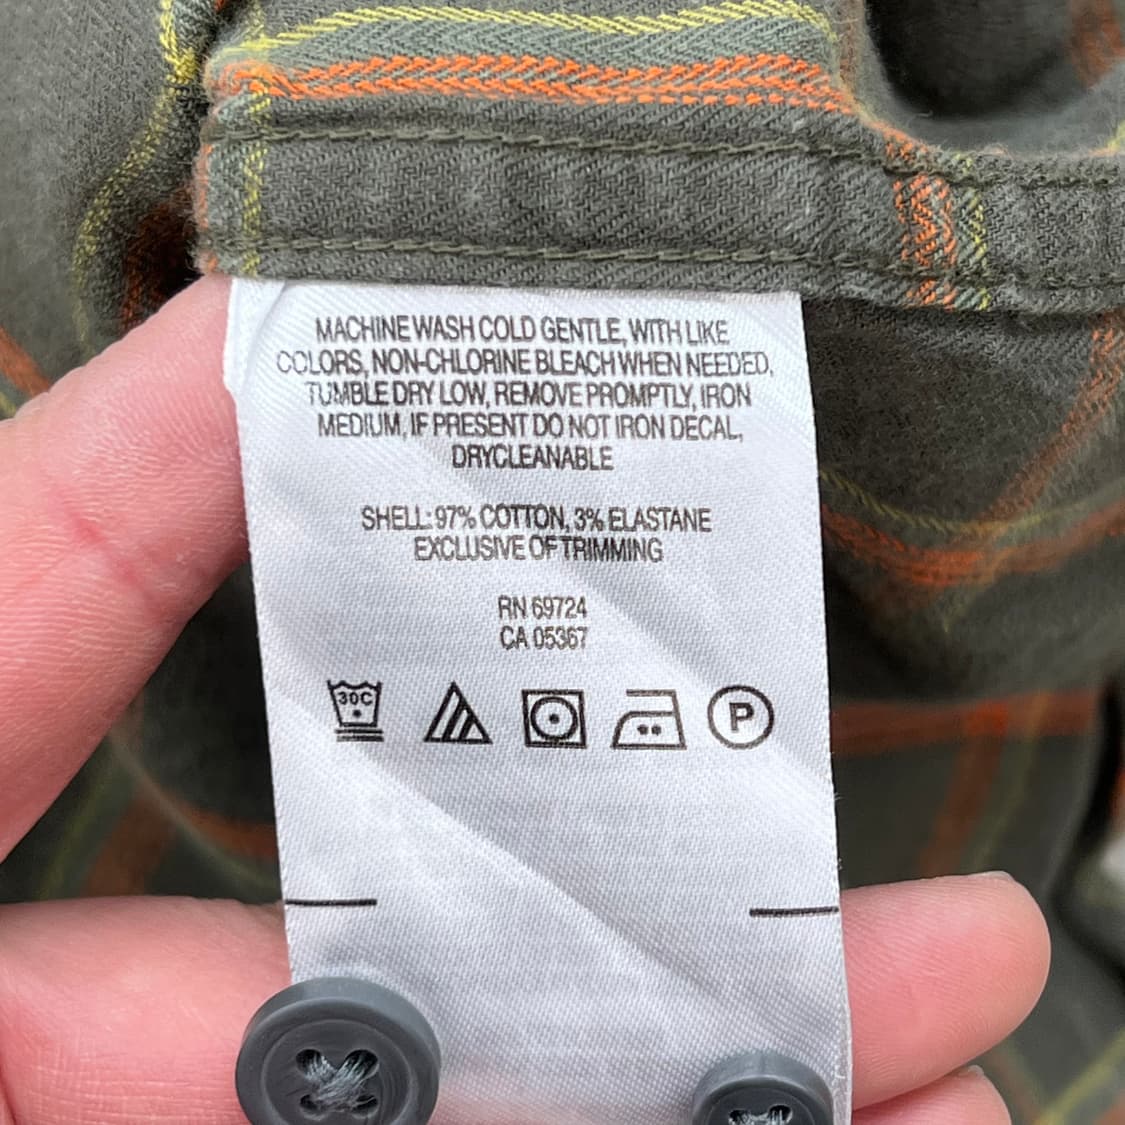 MACHINE WASH COLD GENTLE, WITH LIKE
COLORS, NON-CHLORINE BLEACH WHEN NEEDED,
TUMBLE DRY LOW, REMOVE PROMPTLY, IRON
MEDIUM, IF PRESENT DO NOT IRON DECAL,
DRYCLEANABLE
SHELL: 97% COTTON, 3% ELASTANE
EXCLUSIVE OF TRIMMING
RN 69724
CA 05367
30C
P